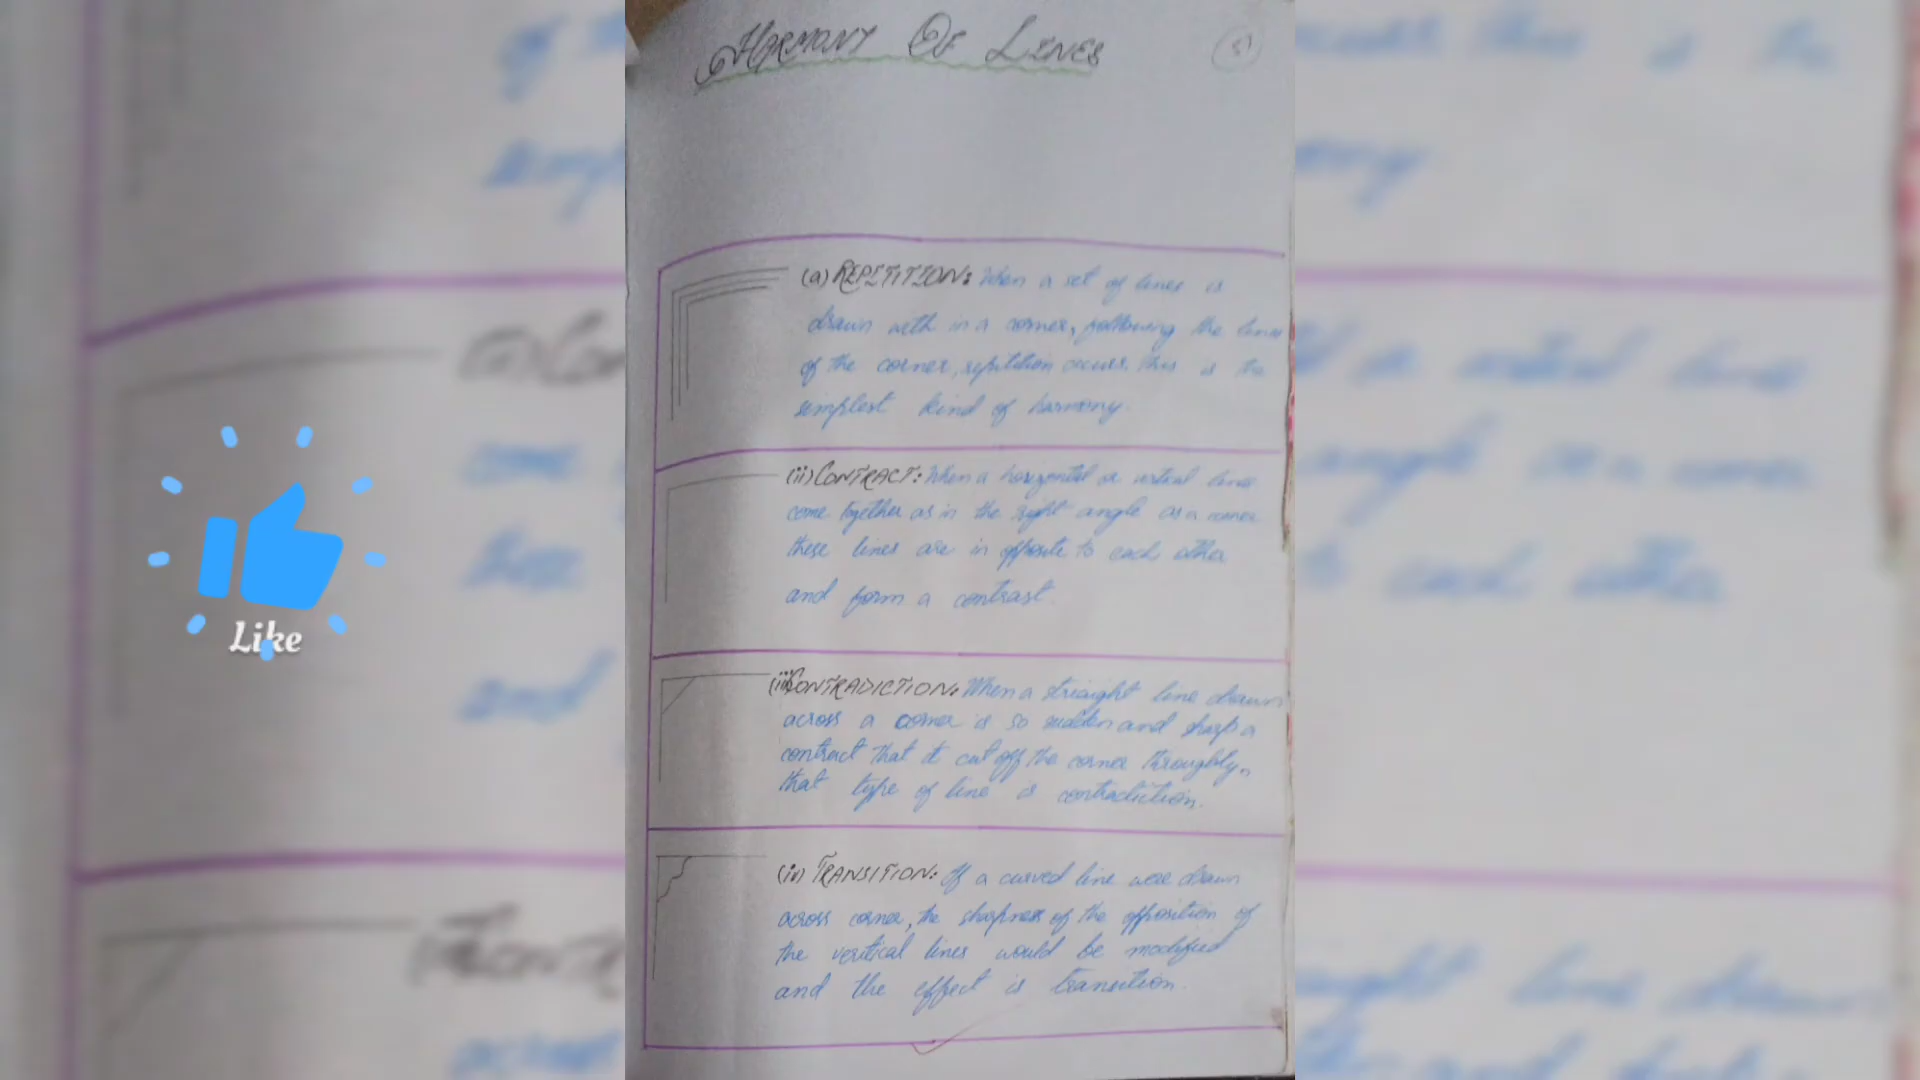 HARMONY OF LINES
(a) REPITITION: When a set of lines is
drawn with in a corner, following the lines
of the corner, repitition occurs. This is the
simplest kind of harmony.
(ii) CONTRACT: When a horizontal or vertical lines
come together as in the right angle as a corner
these lines are in opposite to each other
and form a contrast.
(iii) CONTRADICTION: When a straight line drawn
across a corner is so sudden and sharp a
contract that it cut off the corner throughly,
that type of line is contradiction.
(iv) TRANSITION: If a curved line were drawn
across corner, the sharpness of the opposition of
the vertical lines would be modified
and the effect is transition.
Like